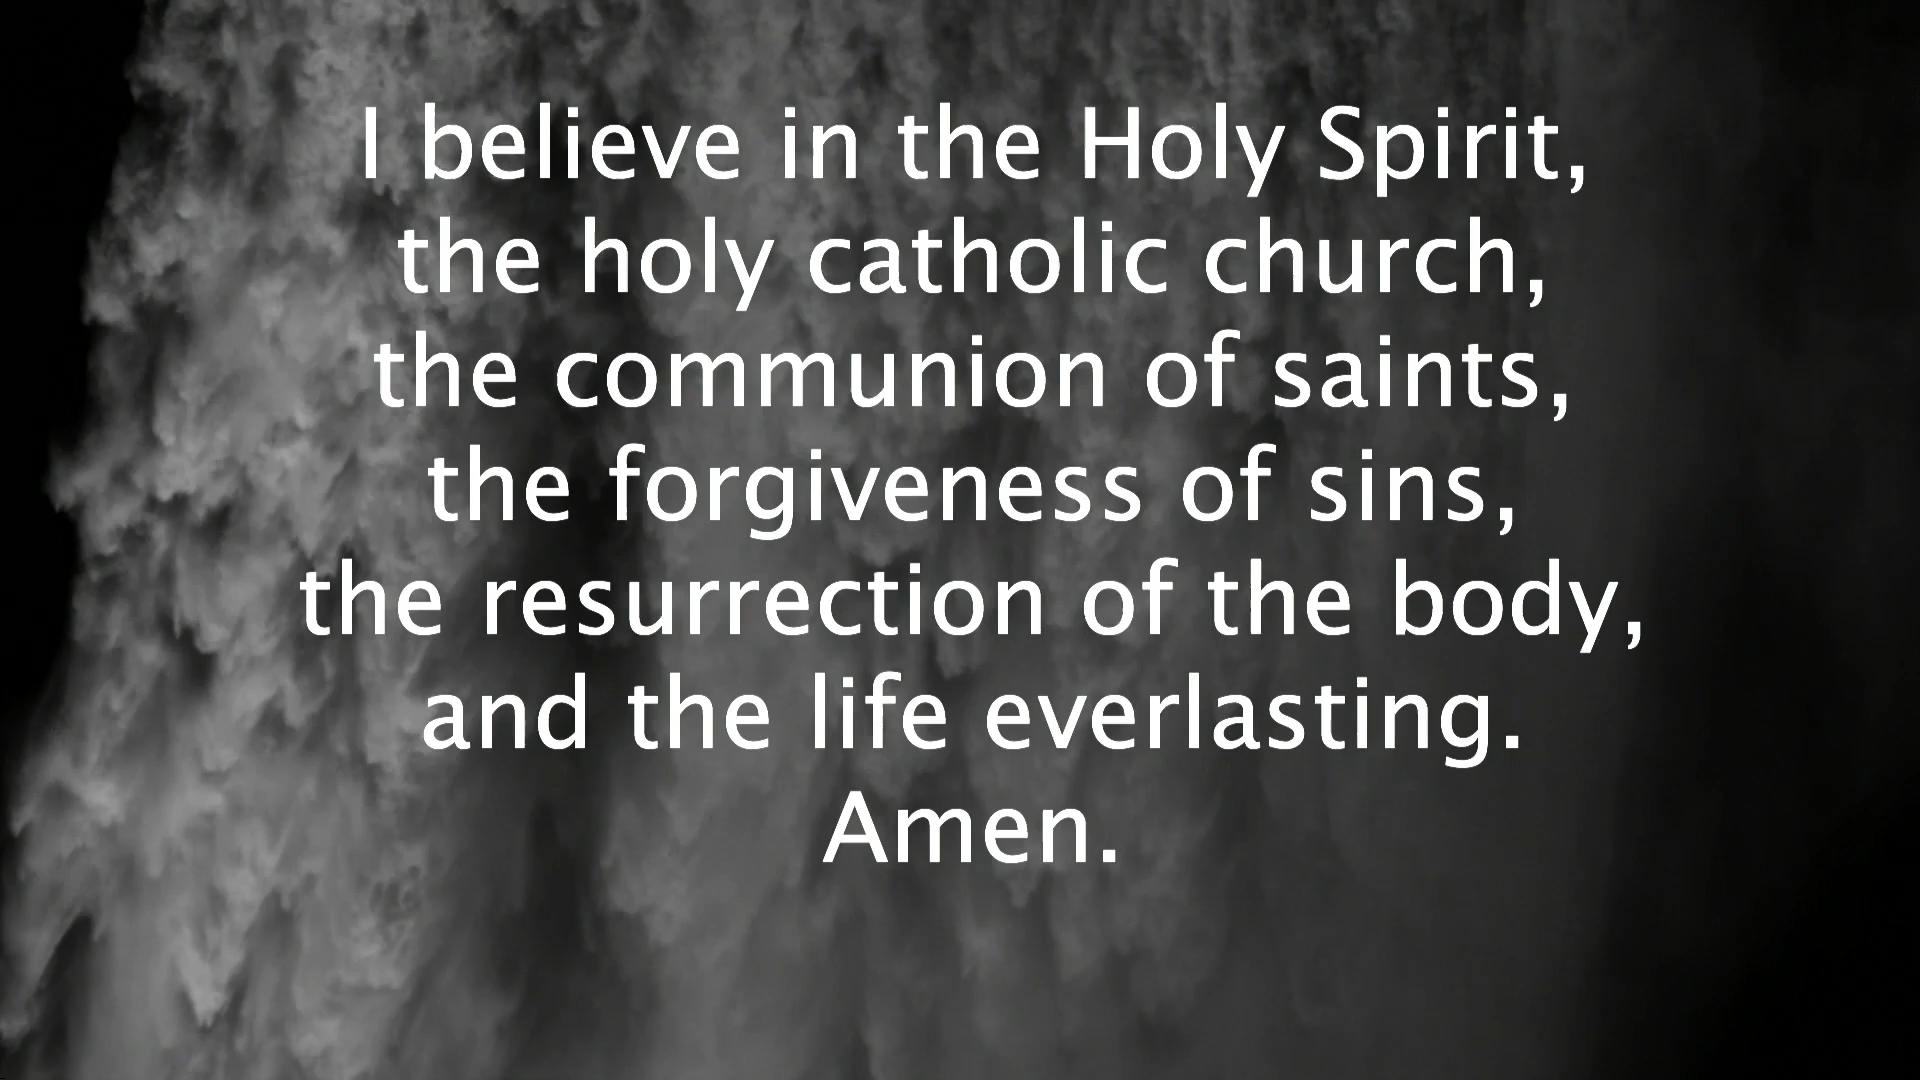 I believe in the Holy Spirit,
the holy catholic church,
the communion of saints,
the forgiveness of sins,
the resurrection of the body,
and the life everlasting.
Amen.